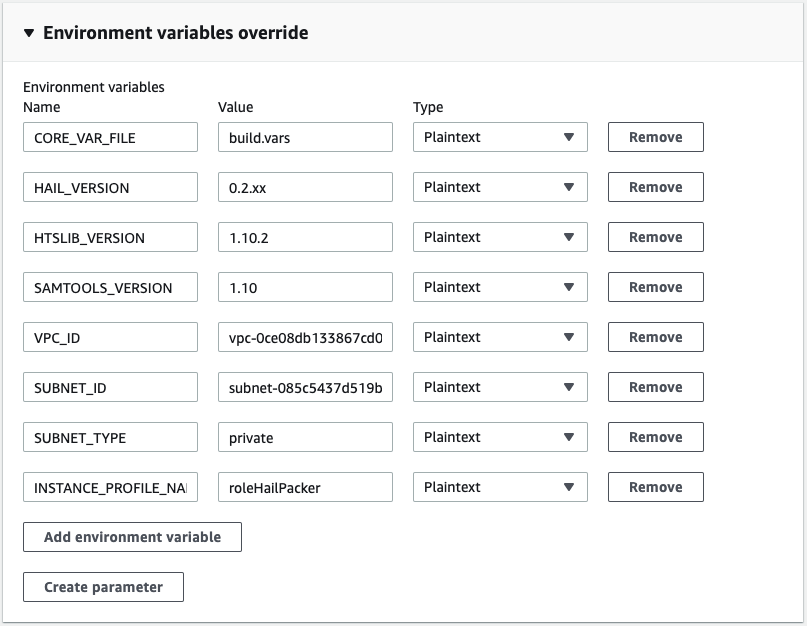 Environment variables override
Environment variables
Name Value Type
CORE_VAR_FILE build.vars Plaintext Remove
HAIL_VERSION 0.2.xx Plaintext Remove
HTSLIB_VERSION 1.10.2 Plaintext Remove
SAMTOOLS_VERSION 1.10 Plaintext Remove
VPC_ID vpc-0ce08db133867cd0 Plaintext Remove
SUBNET_ID subnet-085c5437d519b Plaintext Remove
SUBNET_TYPE private Plaintext Remove
INSTANCE_PROFILE_NA roleHailPacker Plaintext Remove
Add environment variable
Create parameter